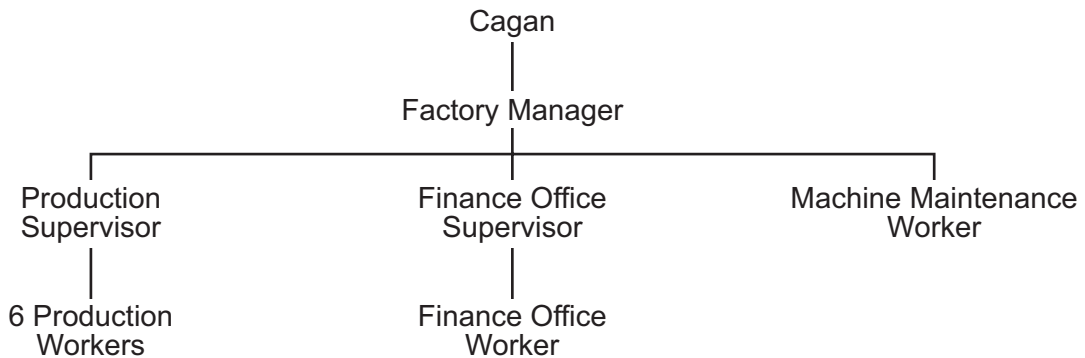 Cagan
Factory Manager
Production
Supervisor
Finance Office
Supervisor
Machine Maintenance
Worker
6 Production
Workers
Finance Office
Worker